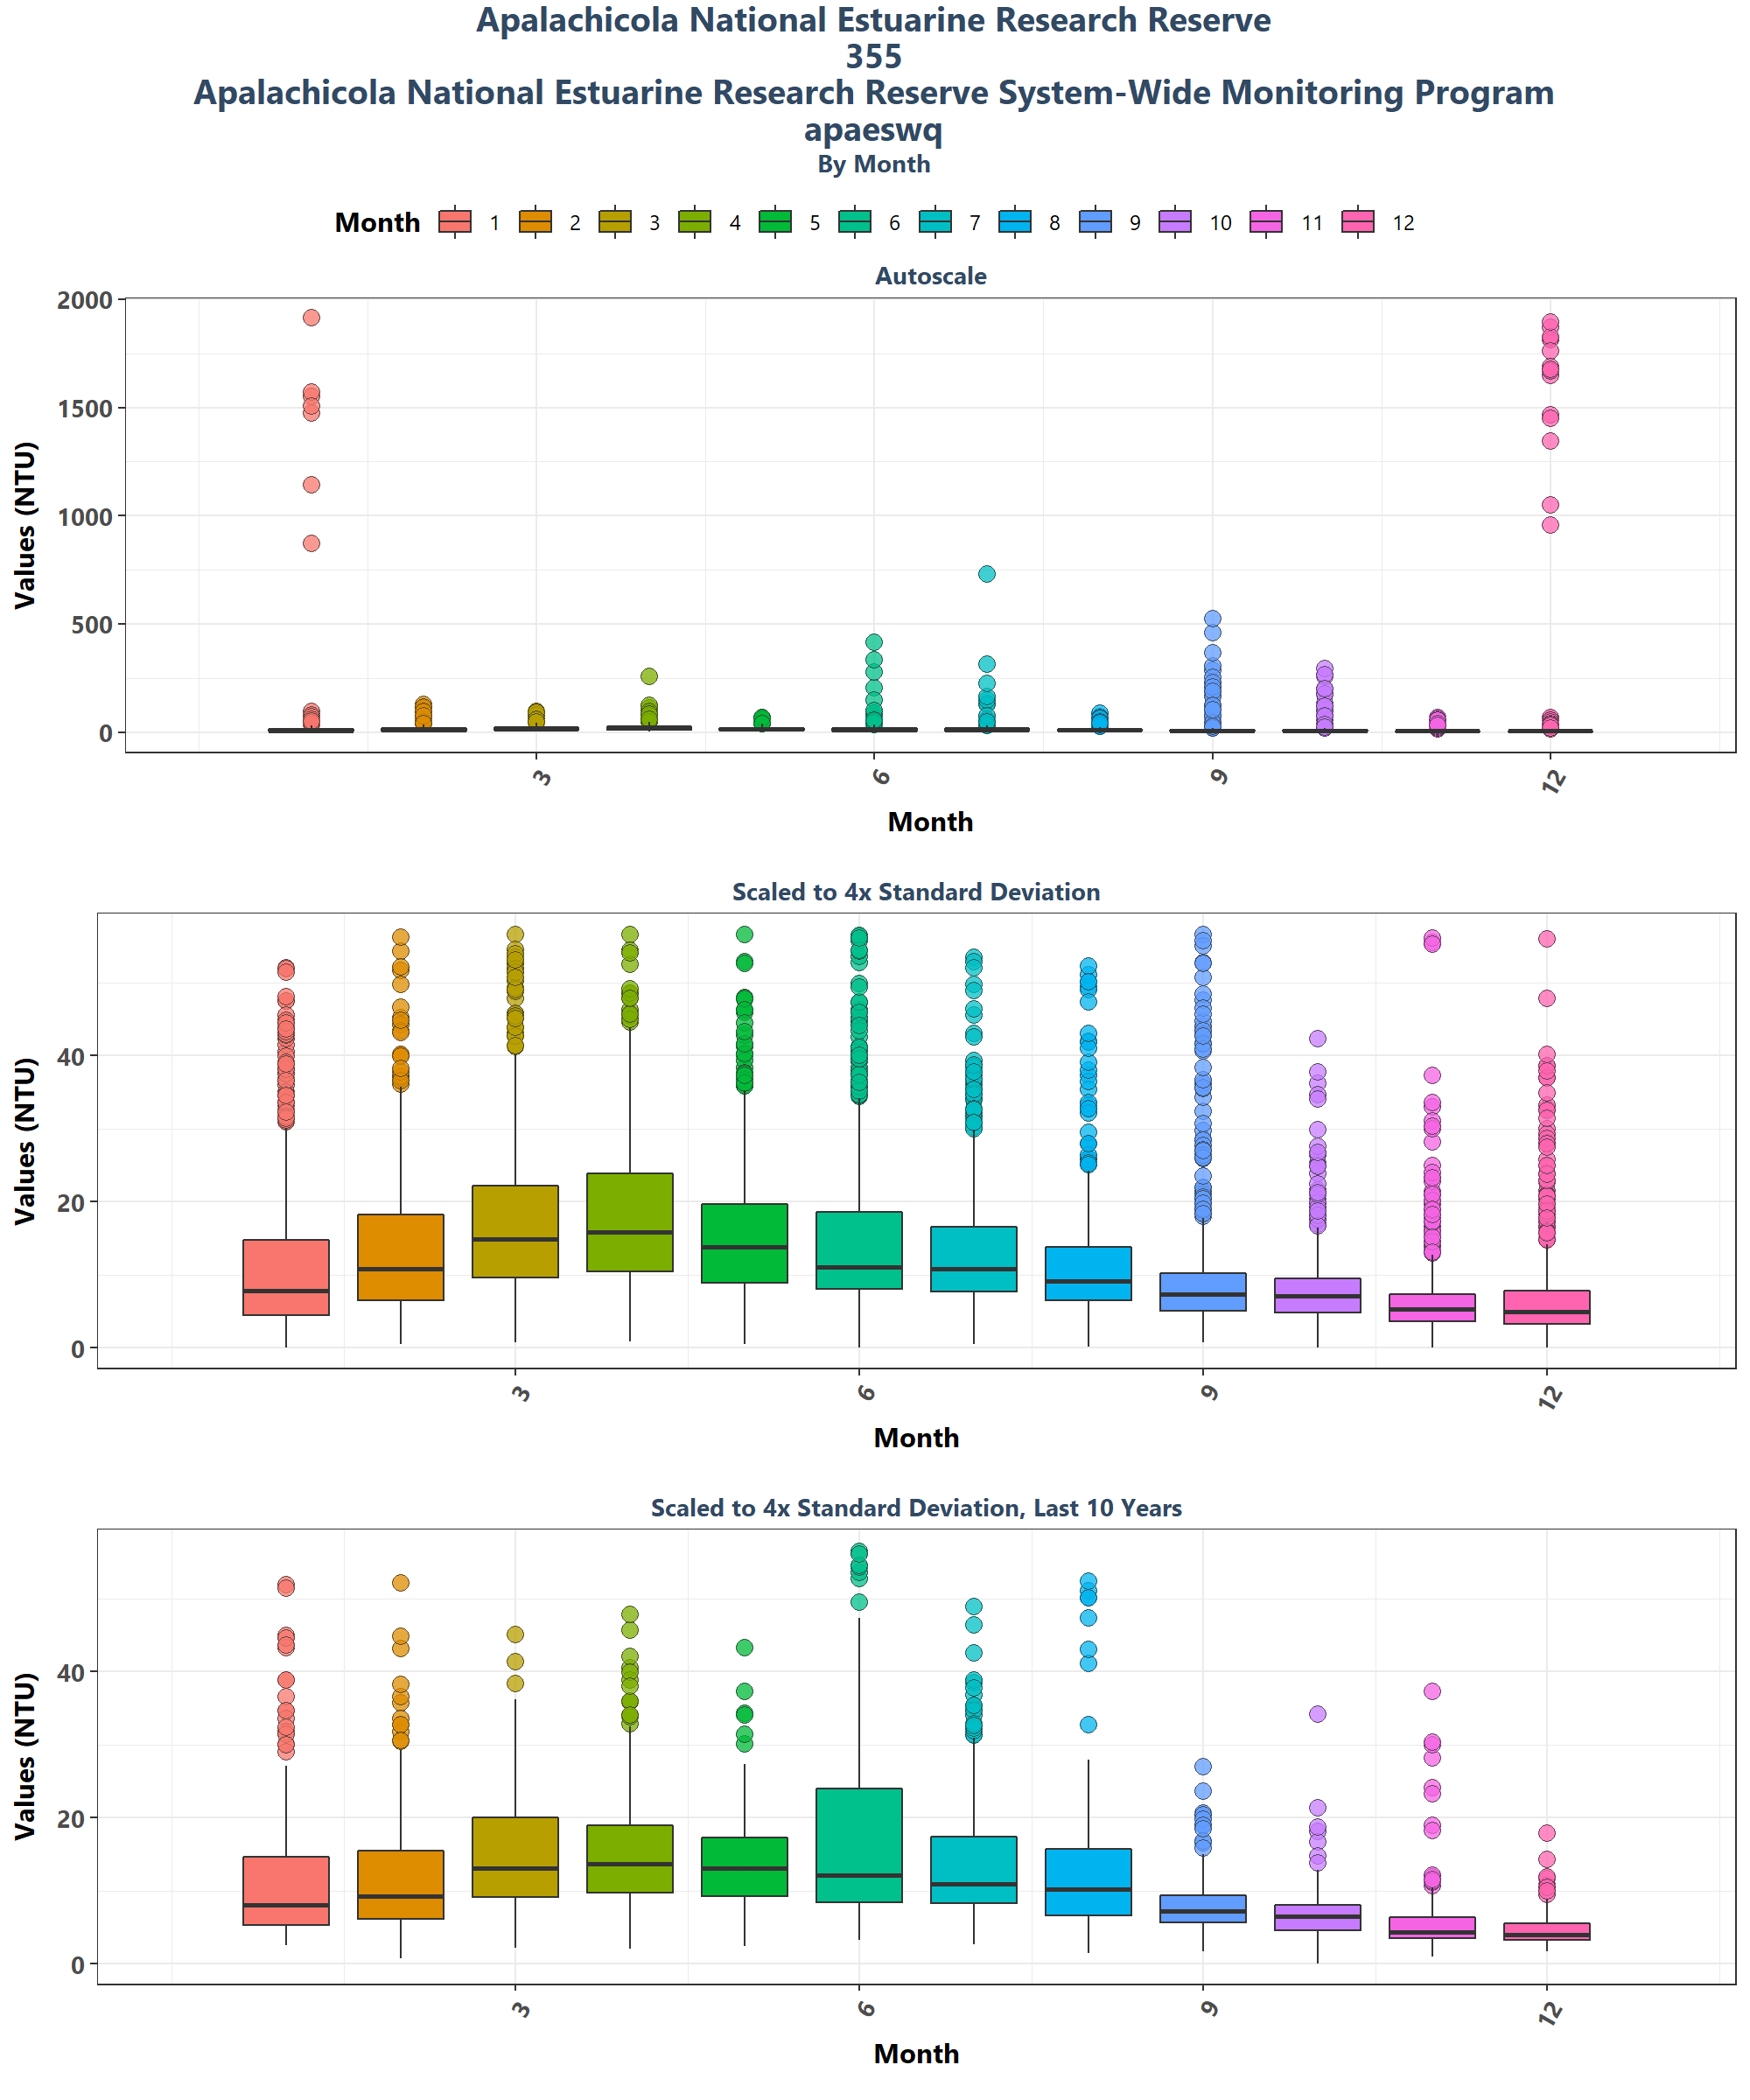 Apalachicola National Estuarine Research Reserve
355
Apalachicola National Estuarine Research Reserve System-Wide Monitoring Program
apaeswq
By Month
Month 1 2 3 4 5 6 7 8 9 10 11 12
Autoscale
Values (NTU)
2000
1500
1000
500
0
3 6 9 12
Month
Scaled to 4x Standard Deviation
Values (NTU)
40
20
0
3 6 9 12
Month
Scaled to 4x Standard Deviation, Last 10 Years
Values (NTU)
40
20
0
3 6 9 12
Month